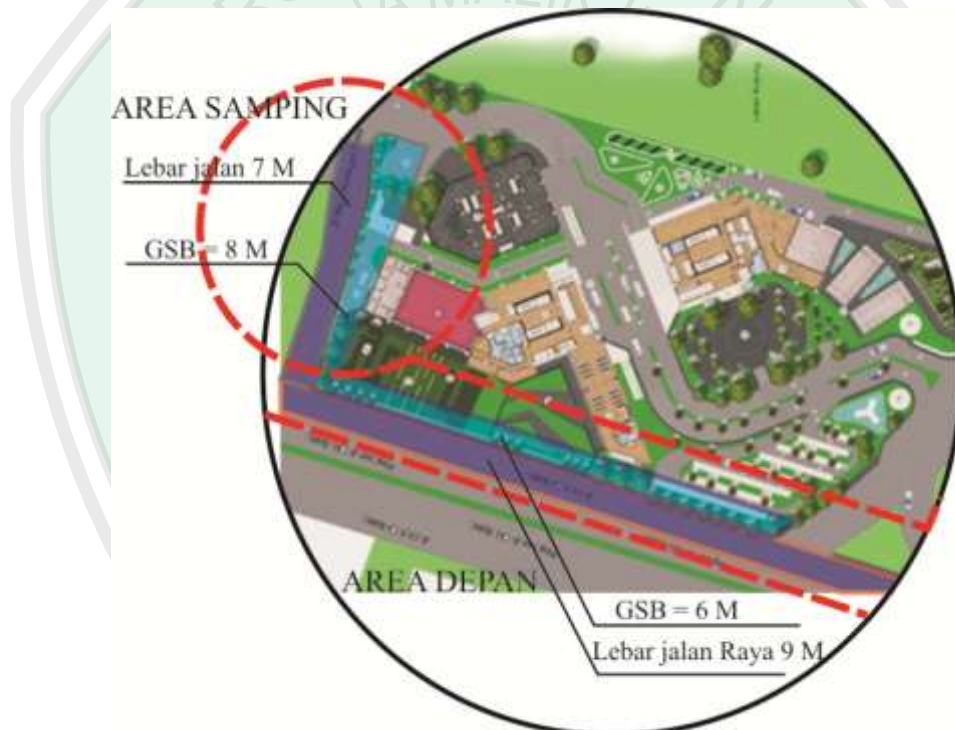 AREA SAMPING
Lebar jalan 7 M
GSB = 8 M
AREA DEPAN
GSB = 6 M
Lebar jalan Raya 9 M